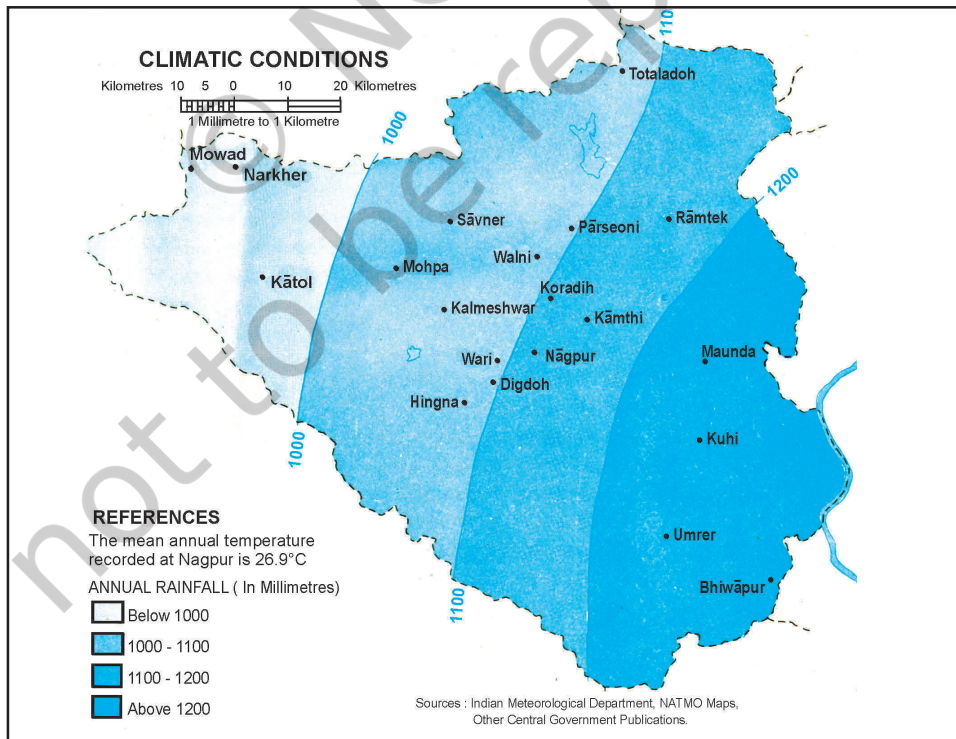 CLIMATIC CONDITIONS
Kilometres 10 5 0 10 20 Kilometres
1 Millimetre to 1 Kilometre
110
1000
Totaladoh
Mowad
Narkher
1200
Sāvner
Pārseoni
Rāmtek
Walni
Mohpa
Kātol
Koradih
Kalmeshwar
Kāmthi
Wari
Nāgpur
Maunda
Digdoh
Hingna
1000
Kuhi
Umrer
Bhiwāpur
1100
REFERENCES
The mean annual temperature
recorded at Nagpur is 26.9°C
ANNUAL RAINFALL ( In Millimetres)
Below 1000
1000 - 1100
1100 - 1200
Above 1200
Sources : Indian Meteorological Department, NATMO Maps,
Other Central Government Publications.
© N
not to be rep